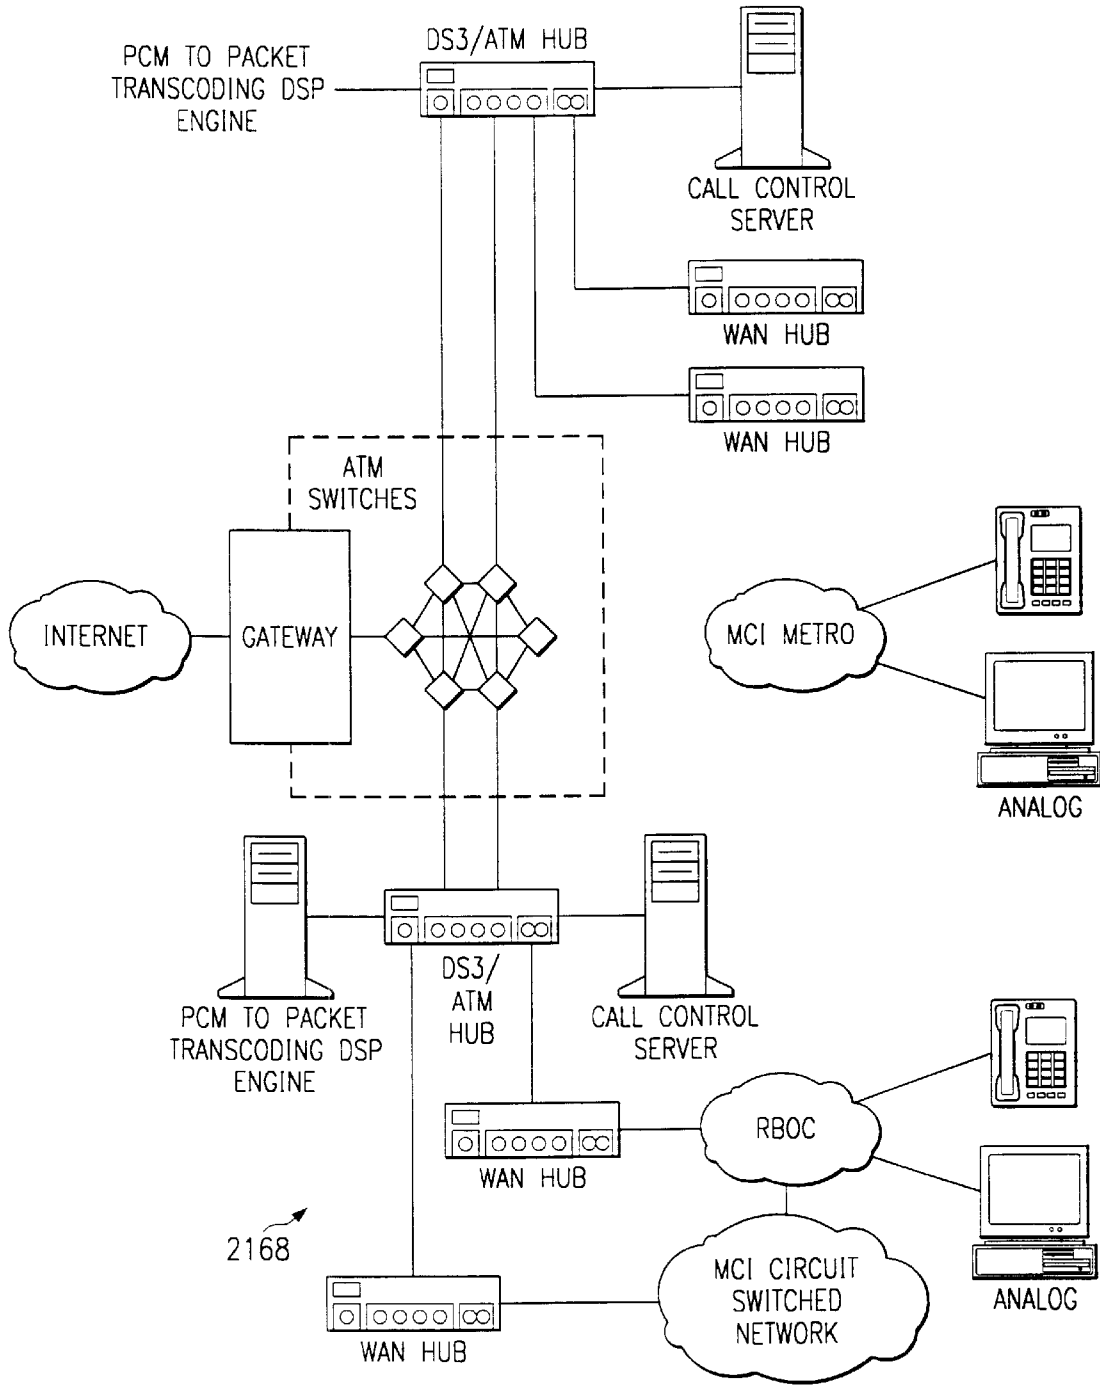 DS3/ATM HUB
PCM TO PACKET
TRANSCODING DSP
ENGINE
CALL CONTROL
SERVER
WAN HUB
WAN HUB
ATM
SWITCHES
INTERNET
GATEWAY
MCI METRO
ANALOG
PCM TO PACKET
TRANSCODING DSP
ENGINE
DS3/
ATM
HUB
CALL CONTROL
SERVER
WAN HUB
RBOC
2168
MCI CIRCUIT
SWITCHED
NETWORK
ANALOG
WAN HUB